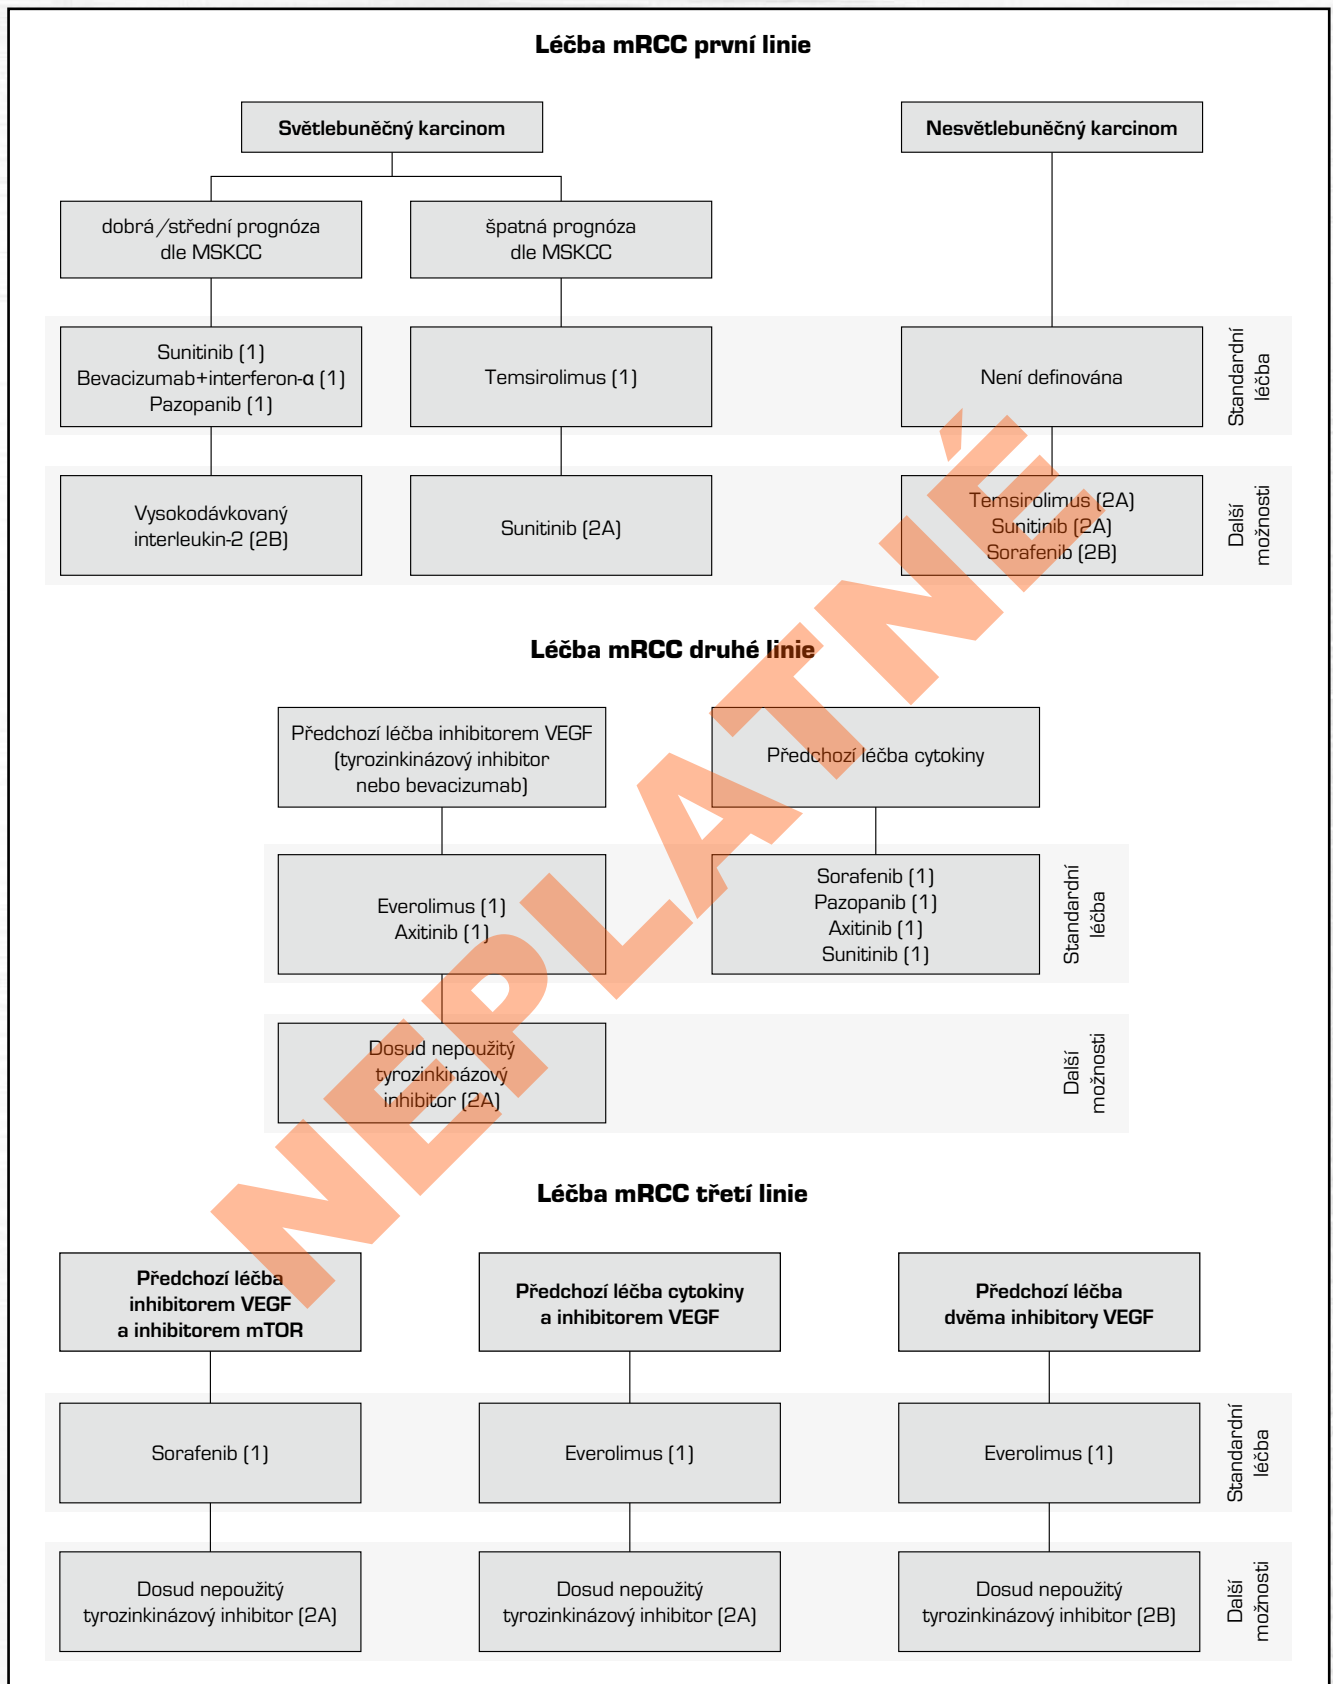 Léčba mRCC první linie
Světlebuněčný karcinom
Nesvětlebuněčný karcinom
dobrá/střední prognóza
dle MSKCC
špatná prognóza
dle MSKCC
Sunitinib (1)
Bevacizumab+interferon-α (1)
Pazopanib (1)
Temsirolimus (1)
Není definována
Standardní
léčba
Vysokodávkovaný
interleukin-2 (2B)
Sunitinib (2A)
Temsirolimus (2A)
Sunitinib (2A)
Sorafenib (2B)
Další
možnosti
Léčba mRCC druhé linie
Předchozí léčba inhibitorem VEGF
(tyrozinkinázový inhibitor
nebo bevacizumab)
Předchozí léčba cytokiny
Everolimus (1)
Axitinib (1)
Sorafenib (1)
Pazopanib (1)
Axitinib (1)
Sunitinib (1)
Standardní
léčba
Dosud nepoužitý
tyrozinkinázový
inhibitor (2A)
Další
možnosti
Léčba mRCC třetí linie
Předchozí léčba
inhibitorem VEGF
a inhibitorem mTOR
Předchozí léčba cytokiny
a inhibitorem VEGF
Předchozí léčba
dvěma inhibitory VEGF
Sorafenib (1)
Everolimus (1)
Everolimus (1)
Standardní
léčba
Dosud nepoužitý
tyrozinkinázový inhibitor (2A)
Dosud nepoužitý
tyrozinkinázový inhibitor (2A)
Dosud nepoužitý
tyrozinkinázový inhibitor (2B)
Další
možnosti
NEPLATNÉ